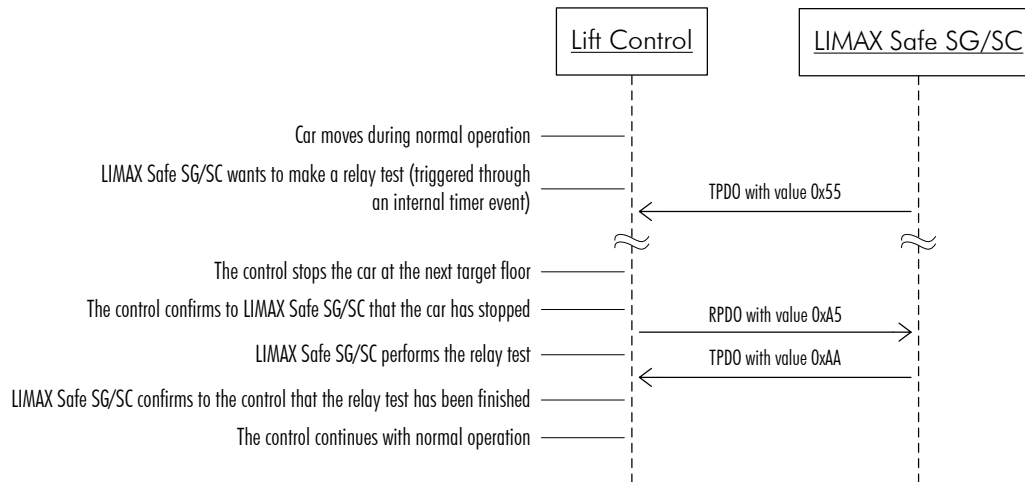 Lift Control
LIMAX Safe SG/SC
Car moves during normal operation
LIMAX Safe SG/SC wants to make a relay test (triggered through
an internal timer event)
TPDO with value 0x55
The control stops the car at the next target floor
The control confirms to LIMAX Safe SG/SC that the car has stopped
RPDO with value 0xA5
LIMAX Safe SG/SC performs the relay test
TPDO with value 0xAA
LIMAX Safe SG/SC confirms to the control that the relay test has been finished
The control continues with normal operation